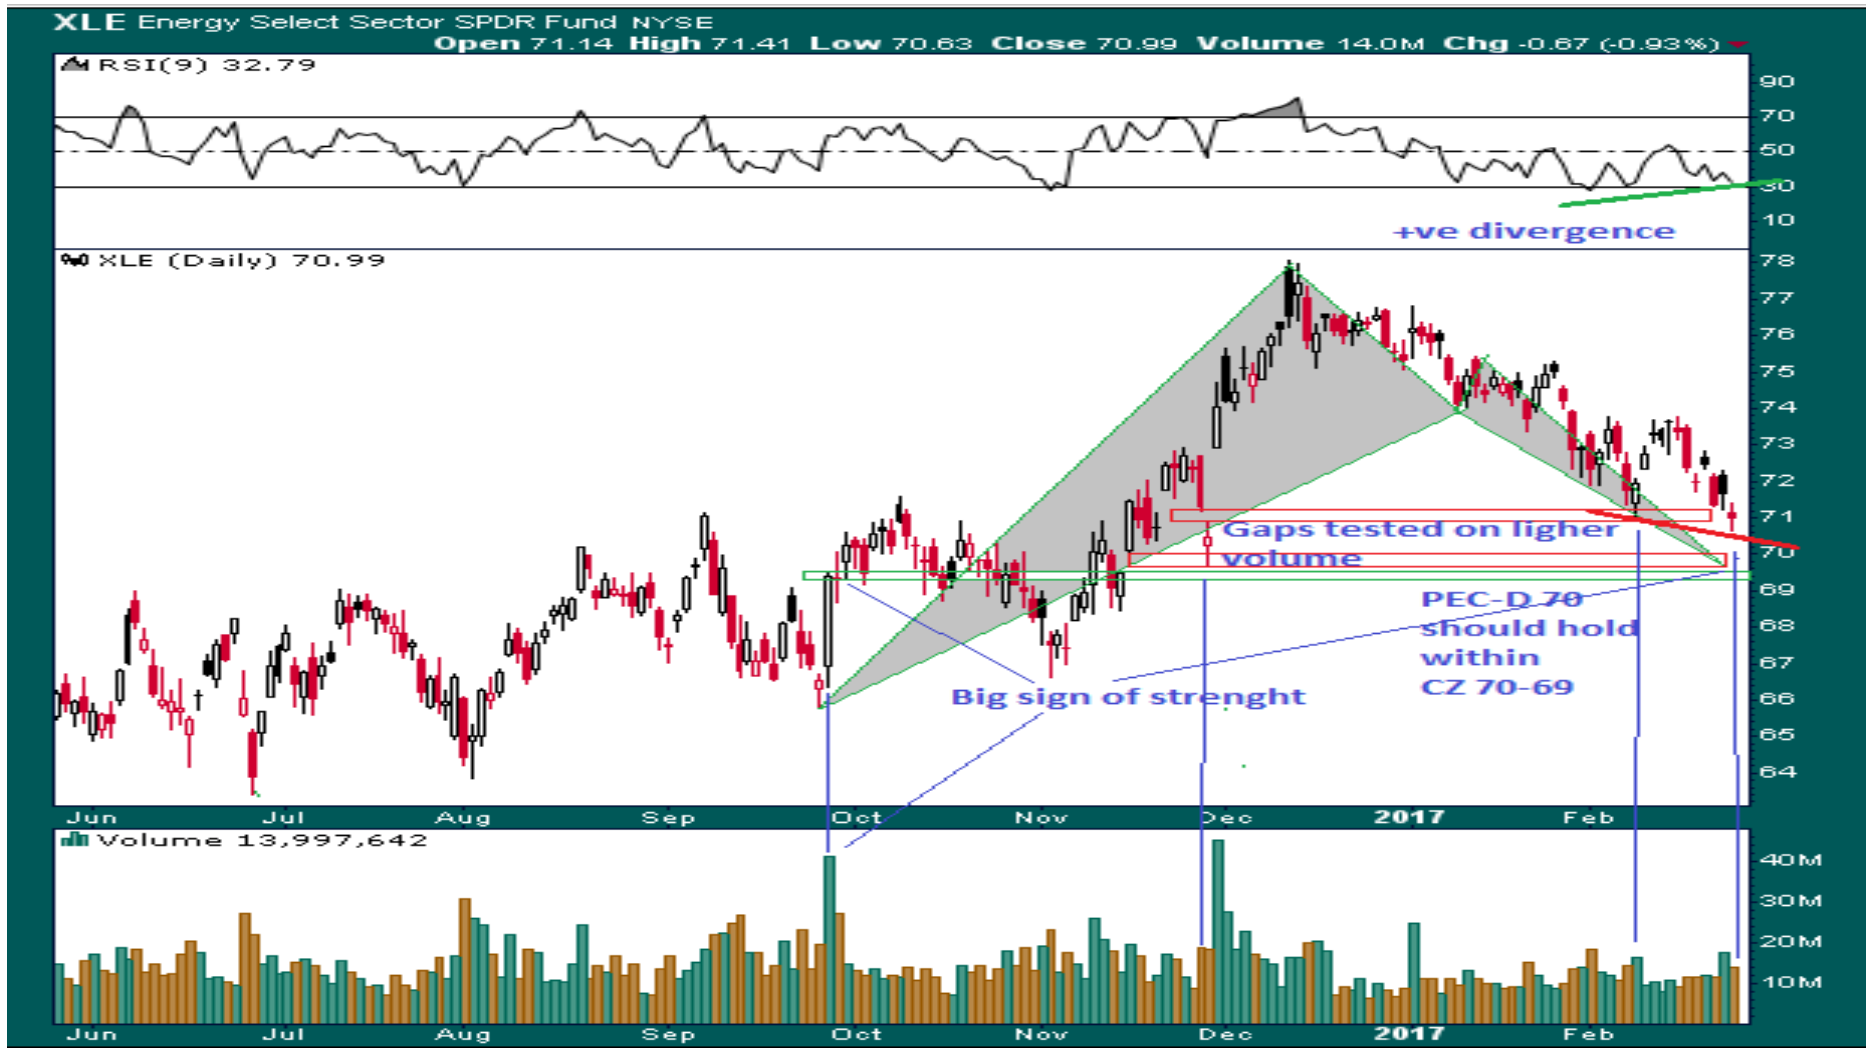 XLE Energy Select Sector SPDR Fund NYSE
Open 71.14 High 71.41 Low 70.63 Close 70.99 Volume 14.0M Chg -0.67 (-0.93%)
RSI(9) 32.79
90
70
50
30
10
+ve divergence
XLE (Daily) 70.99
78
77
76
75
74
73
72
71
70
69
68
67
66
65
64
Gaps tested on ligher
volume
PEC-D 70
should hold
within
CZ 70-69
Big sign of strenght
Jun Jul Aug Sep Oct Nov Dec 2017 Feb
Volume 13,997,642
40M
30M
20M
10M
Jun Jul Aug Sep Oct Nov Dec 2017 Feb